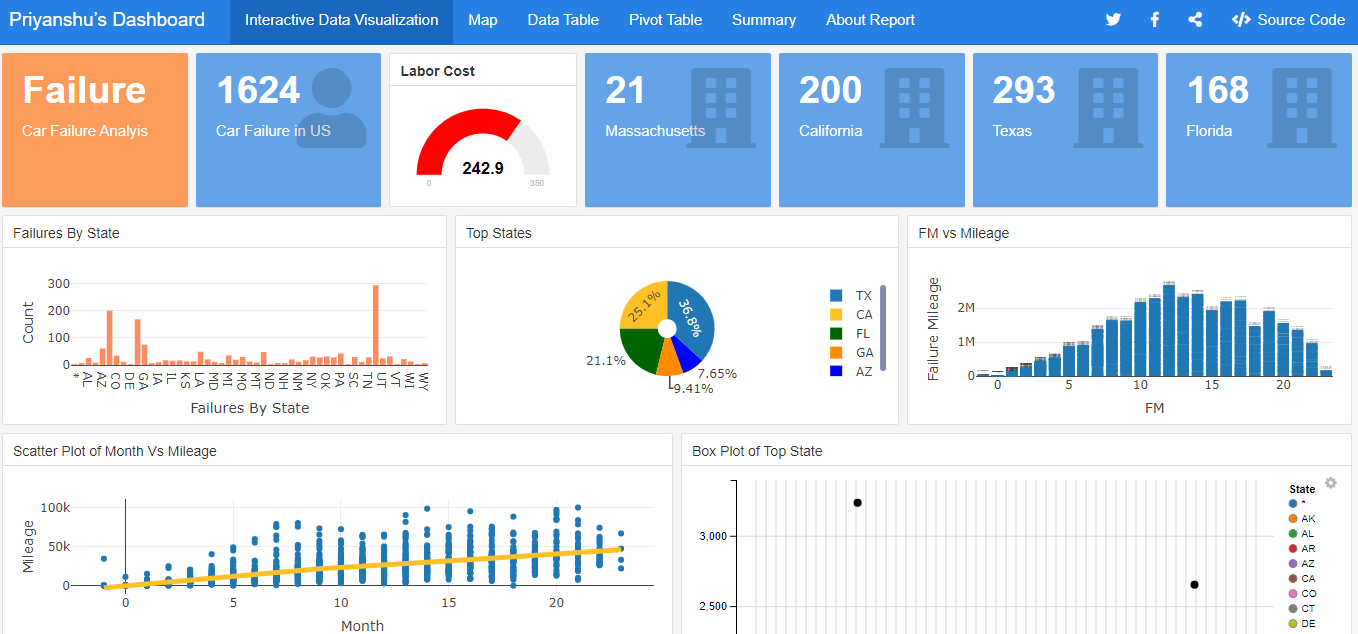 Priyanshu's Dashboard
Interactive Data Visualization
Map
Data Table
Pivot Table
Summary
About Report
Source Code
Failure
Car Failure Analyis
1624
Car Failure in US
Labor Cost
242.9
0
350
21
Massachusetts
200
California
293
Texas
168
Florida
Failures By State
300
200
100
0
Count
* AL AZ CO DE GA IA IL KS LA MD MI MO MT ND NH NM NY OK PA SC TN UT VT WI WY
Failures By State
Top States
36.8%
25.1%
21.1%
9.41%
7.65%
TX
CA
FL
GA
AZ
FM vs Mileage
Failure Mileage
2M
1M
0
0 5 10 15 20
FM
Scatter Plot of Month Vs Mileage
Mileage
100k
50k
0
0 5 10 15 20
Month
Box Plot of Top State
3,000
2,500
State
*
AK
AL
AR
AZ
CA
CO
CT
DE